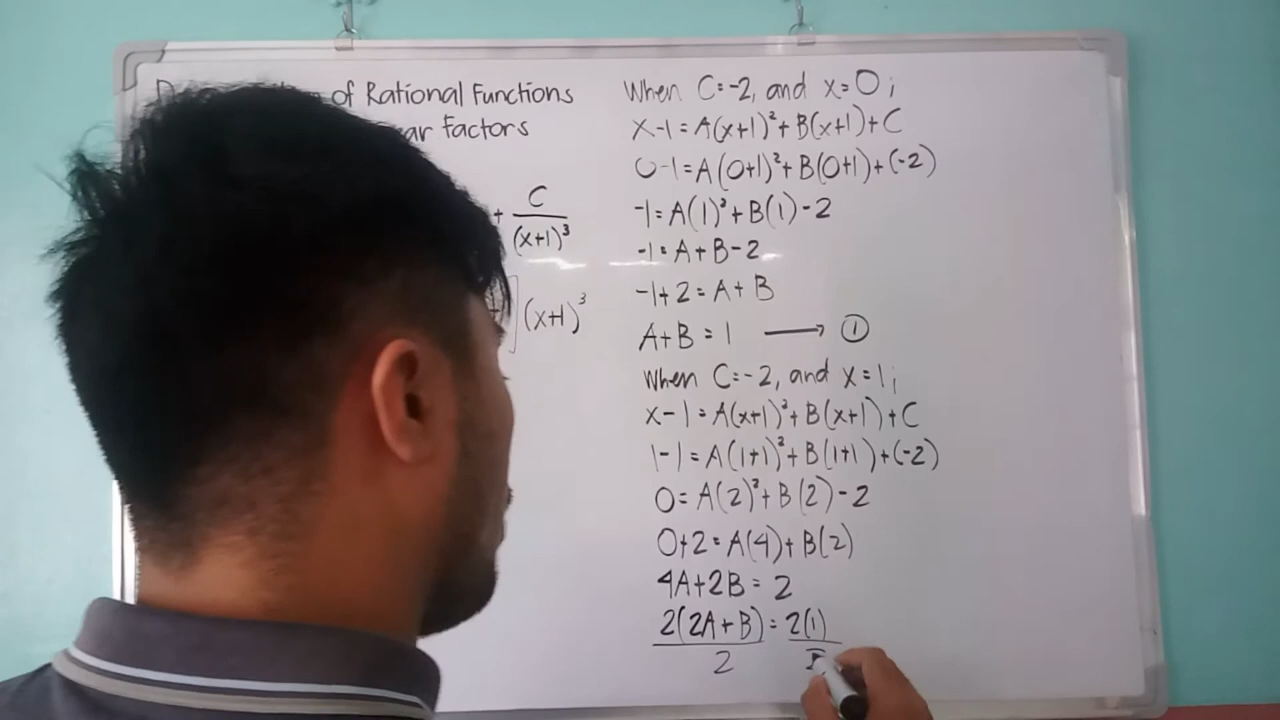 of Rational Functions
Factors
+ C/(x+1)³
](x+1)³
When C=-2, and x=0;
x-1=A(x+1)²+B(x+1)+C
0-1=A(0+1)²+B(0+1)+(-2)
-1=A(1)²+B(1)-2
-1=A+B-2
-1+2=A+B
A+B=1 → ①
When C=-2, and x=1;
x-1=A(x+1)²+B(x+1)+C
1-1=A(1+1)²+B(1+1)+(-2)
0=A(2)²+B(2)-2
0+2=A(4)+B(2)
4A+2B=2
2(2A+B)=2(1)
2